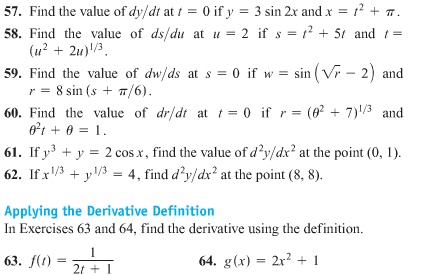 57. Find the value of dy/dt at t = 0 if y = 3 sin 2x and x = t² + π.
58. Find the value of ds/du at u = 2 if s = t² + 5t and t =
(u² + 2u)^{1/3}.
59. Find the value of dw/ds at s = 0 if w = sin (√r − 2) and
r = 8 sin (s + π/6).
60. Find the value of dr/dt at t = 0 if r = (θ² + 7)^{1/3} and
θ²t + θ = 1.
61. If y³ + y = 2 cos x, find the value of d²y/dx² at the point (0, 1).
62. If x^{1/3} + y^{1/3} = 4, find d²y/dx² at the point (8, 8).
Applying the Derivative Definition
In Exercises 63 and 64, find the derivative using the definition.
63. f(t) = 1/(2t + 1) 64. g(x) = 2x² + 1